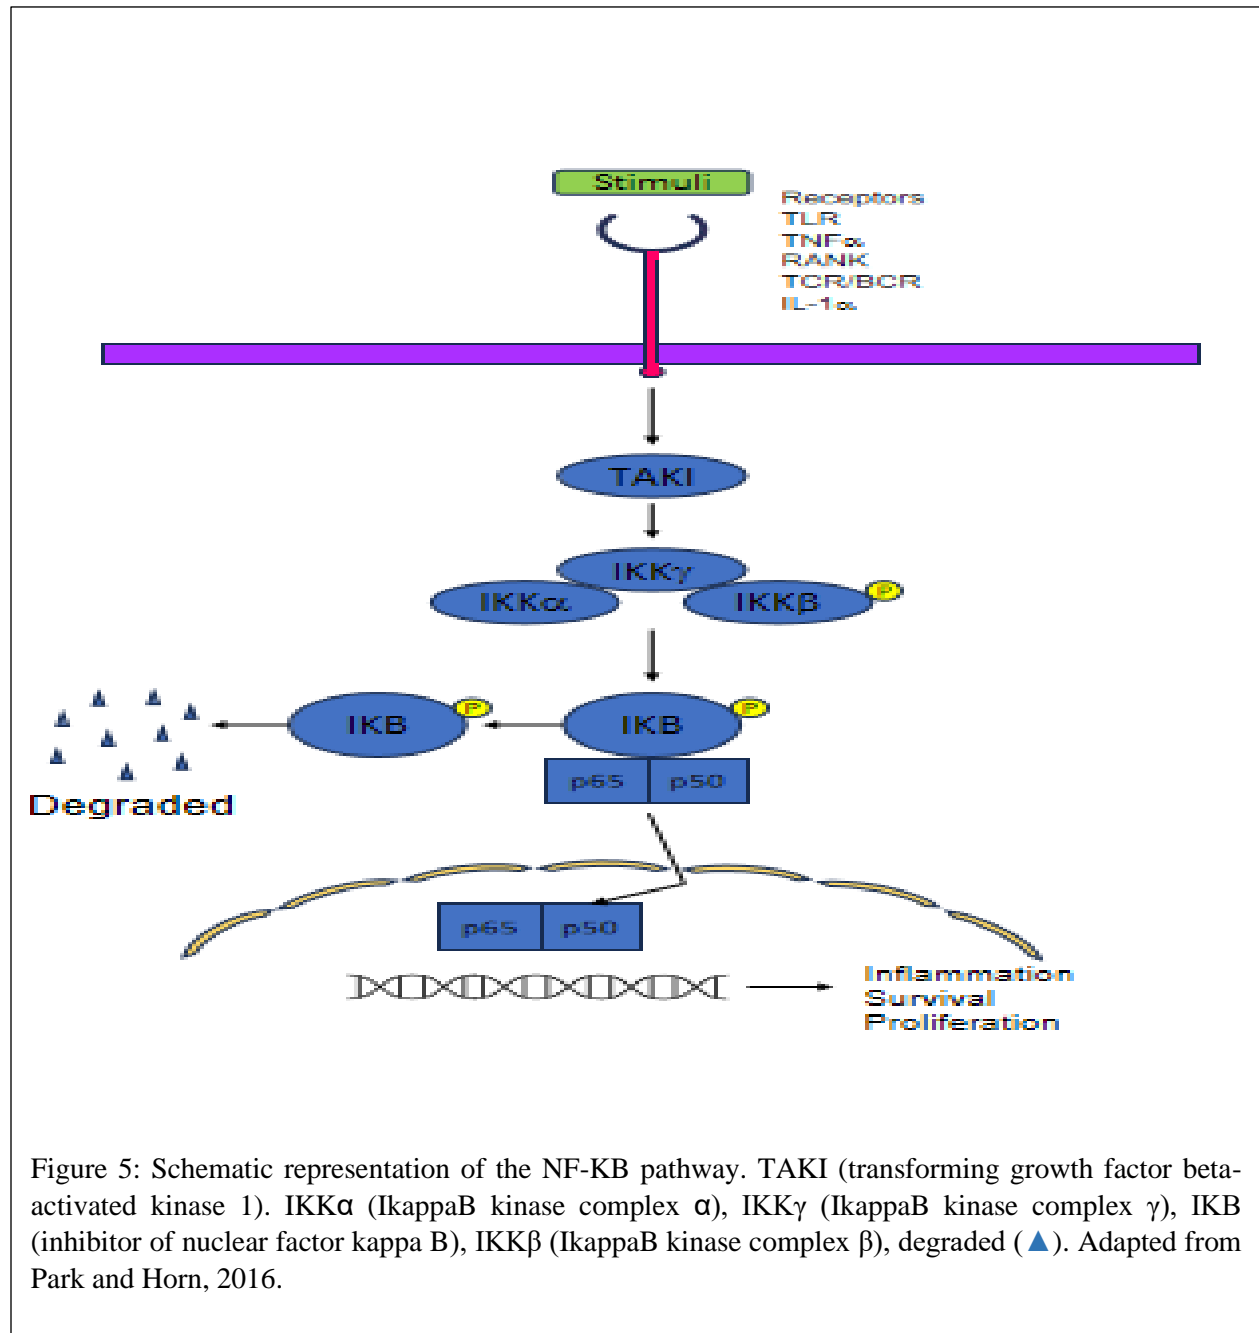 Stimuli
Receptors
TLR
TNFα
RANK
TCR/BCR
IL-1α
TAKI
IKKγ
IKKα
IKKβ
P
IKB
P
IKB
P
p65
p50
Degraded
p65
p50
Inflammation
Survival
Proliferation
Figure 5: Schematic representation of the NF-KB pathway. TAKI (transforming growth factor beta-
activated kinase 1). IKKα (IkappaB kinase complex α), IKKγ (IkappaB kinase complex γ), IKB
(inhibitor of nuclear factor kappa B), IKKβ (IkappaB kinase complex β), degraded (▲). Adapted from
Park and Horn, 2016.